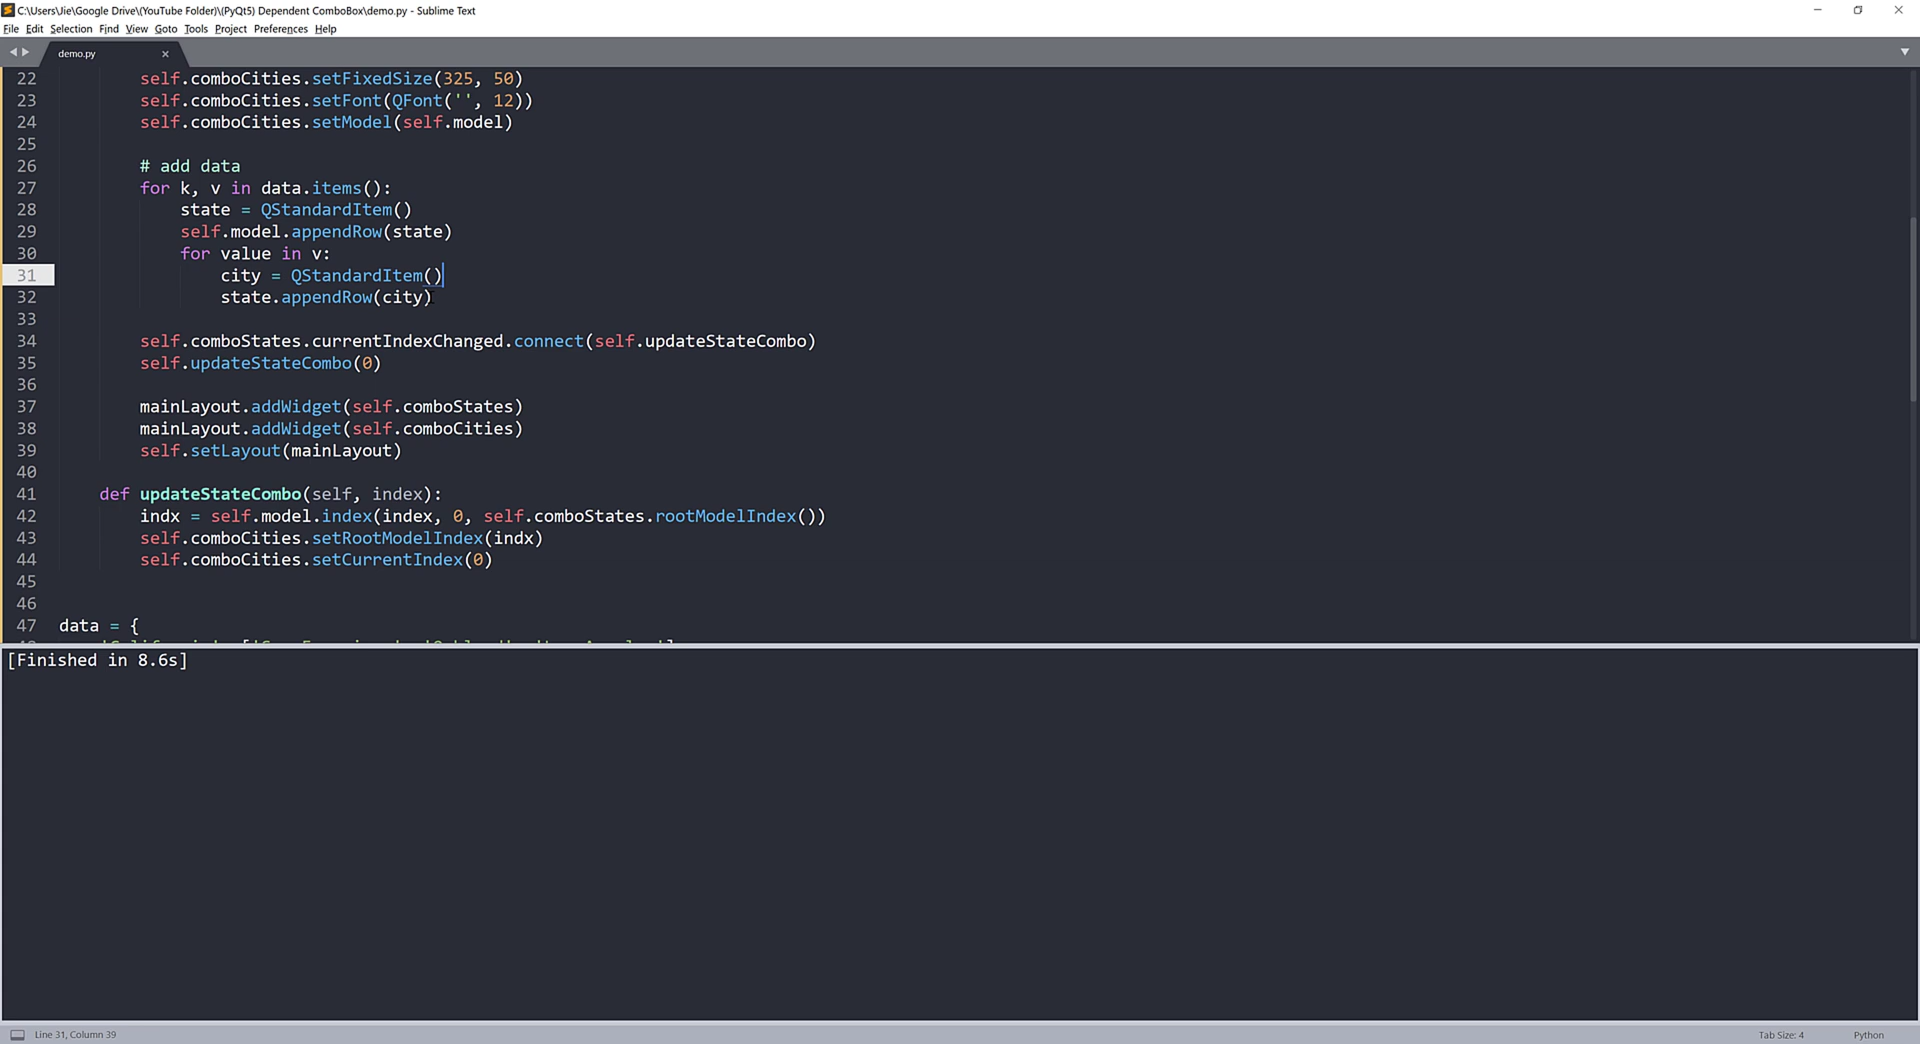 C:\Users\Jie\Google Drive\(YouTube Folder)\(PyQt5) Dependent ComboBox\demo.py - Sublime Text
File Edit Selection Find View Goto Tools Project Preferences Help
demo.py
22 self.comboCities.setFixedSize(325, 50)
23 self.comboCities.setFont(QFont('', 12))
24 self.comboCities.setModel(self.model)
25
26 # add data
27 for k, v in data.items():
28 state = QStandardItem()
29 self.model.appendRow(state)
30 for value in v:
31 city = QStandardItem()
32 state.appendRow(city)
33
34 self.comboStates.currentIndexChanged.connect(self.updateStateCombo)
35 self.updateStateCombo(0)
36
37 mainLayout.addWidget(self.comboStates)
38 mainLayout.addWidget(self.comboCities)
39 self.setLayout(mainLayout)
40
41 def updateStateCombo(self, index):
42 indx = self.model.index(index, 0, self.comboStates.rootModelIndex())
43 self.comboCities.setRootModelIndex(indx)
44 self.comboCities.setCurrentIndex(0)
45
46
47 data = {
[Finished in 8.6s]
Line 31, Column 39
Tab Size: 4
Python